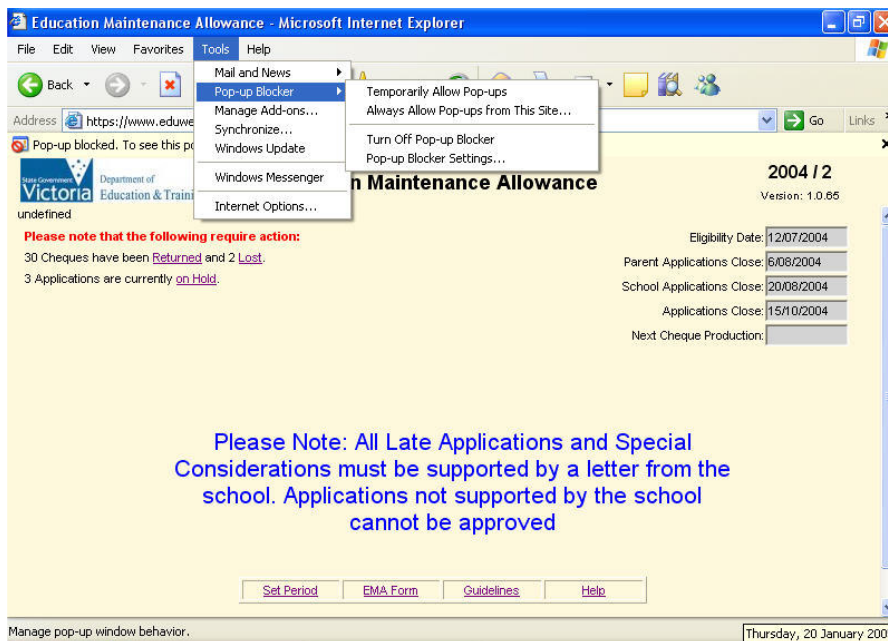 Education Maintenance Allowance - Microsoft Internet Explorer
File Edit View Favorites Tools Help
Back
Mail and News
Pop-up Blocker
Manage Add-ons...
Synchronize...
Windows Update
Windows Messenger
Internet Options...
Temporarily Allow Pop-ups
Always Allow Pop-ups from This Site...
Turn Off Pop-up Blocker
Pop-up Blocker Settings...
Address https://www.eduwe
Go Links
Pop-up blocked. To see this po
State Government
Victoria
Department of
Education & Traini
n Maintenance Allowance
2004 / 2
Version: 1.0.65
undefined
Please note that the following require action:
30 Cheques have been Returned and 2 Lost.
3 Applications are currently on Hold.
Eligibility Date: 12/07/2004
Parent Applications Close: 6/08/2004
School Applications Close: 20/08/2004
Applications Close: 15/10/2004
Next Cheque Production:
Please Note: All Late Applications and Special
Considerations must be supported by a letter from the
school. Applications not supported by the school
cannot be approved
Set Period EMA Form Guidelines Help
Manage pop-up window behavior.
Thursday, 20 January 200